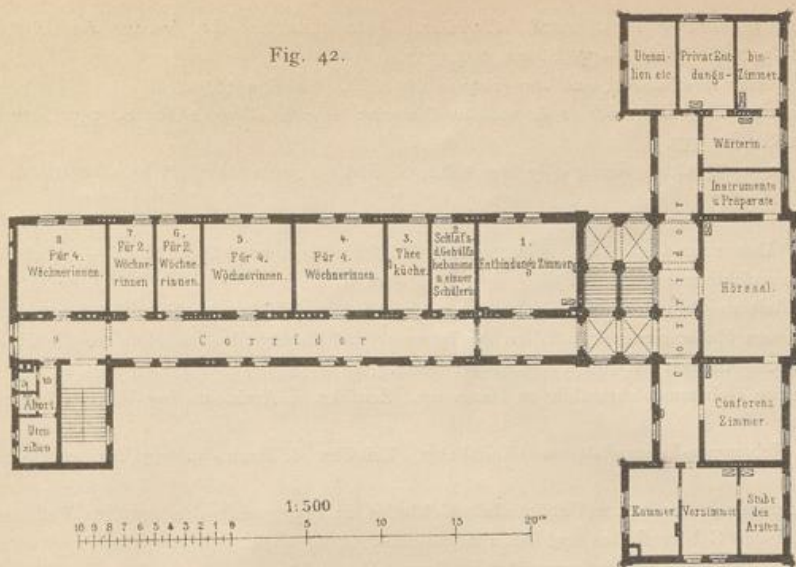 Fig. 42.
Utensi-
lien etc.
Privat Ent-
dungs-
bin-
Zimmer.
Wärterin.
Instrumente
u Präparate.
8.
Für 4.
Wöchnerinnen.
7.
Für 2.
Wöchne-
rinnen
6.
Für 2.
Wöchne-
rinnen.
5.
Für 4.
Wöchnerinnen.
4.
Für 4.
Wöchnerinnen.
3.
Thee
küche.
2
Schlafz.
d. Gehülfs
hebamme
u. einer
Schülerin
1.
Entbindungs Zimmer.
Hörsaal.
Corridor
9
Corridor
10
Abort.
Uten
silien
Conferenz
Zimmer.
Kammer.
Vorzimmer
Stube
des
Arztes.
1:500
10 9 8 7 6 5 4 3 2 1 0 5 10 15 20m